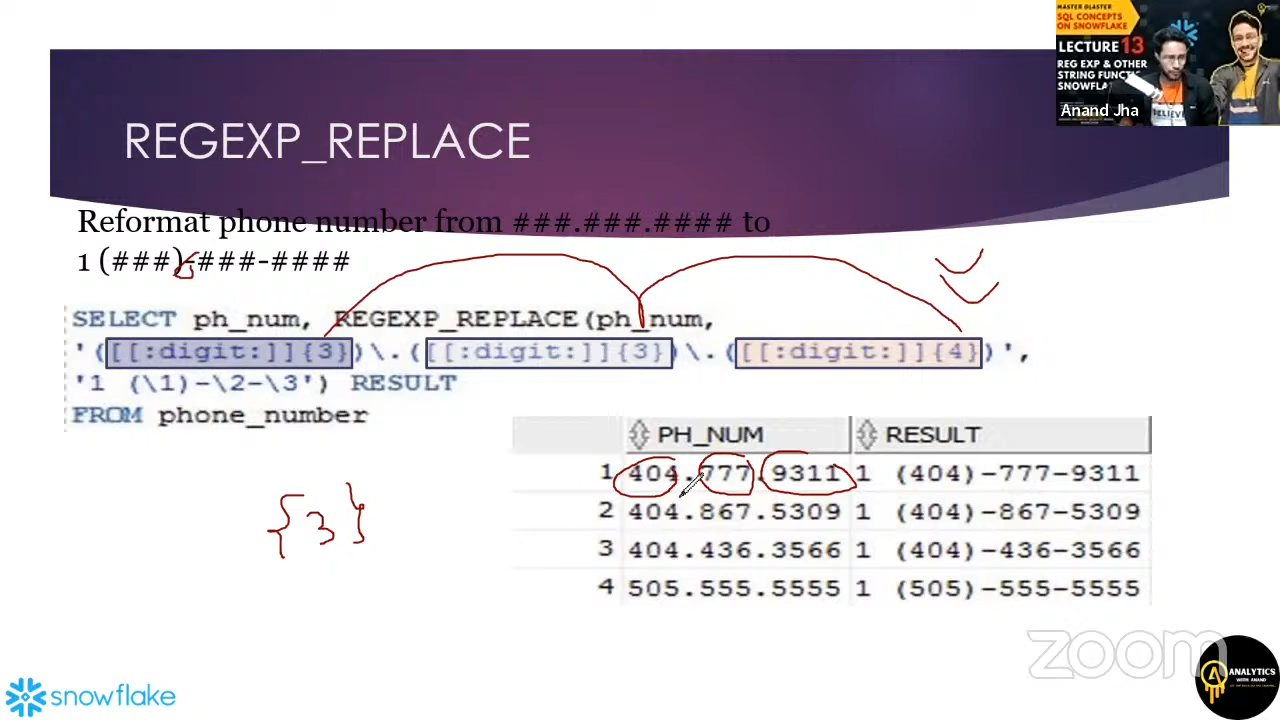 MASTER GLASTER
SQL CONCEPTS
ON SNOWFLAKE
LECTURE 13
REG EXP & OTHER
STRING FUNCTI
SNOWFLA
Anand Jha
REGEXP_REPLACE
Reformat phone number from ###.###.#### to
1 (###)-###-####
SELECT ph_num, REGEXP_REPLACE(ph_num,
'([[:digit:]]{3})\.([[:digit:]]{3})\.([[:digit:]]{4})',
'1 (\1)-\2-\3') RESULT
FROM phone_number
PH_NUM RESULT
1 404.777.9311 1 (404)-777-9311
2 404.867.5309 1 (404)-867-5309
3 404.436.3566 1 (404)-436-3566
4 505.555.5555 1 (505)-555-5555
{3}
zoom
snowflake
ANALYTICS
WITH ANAND